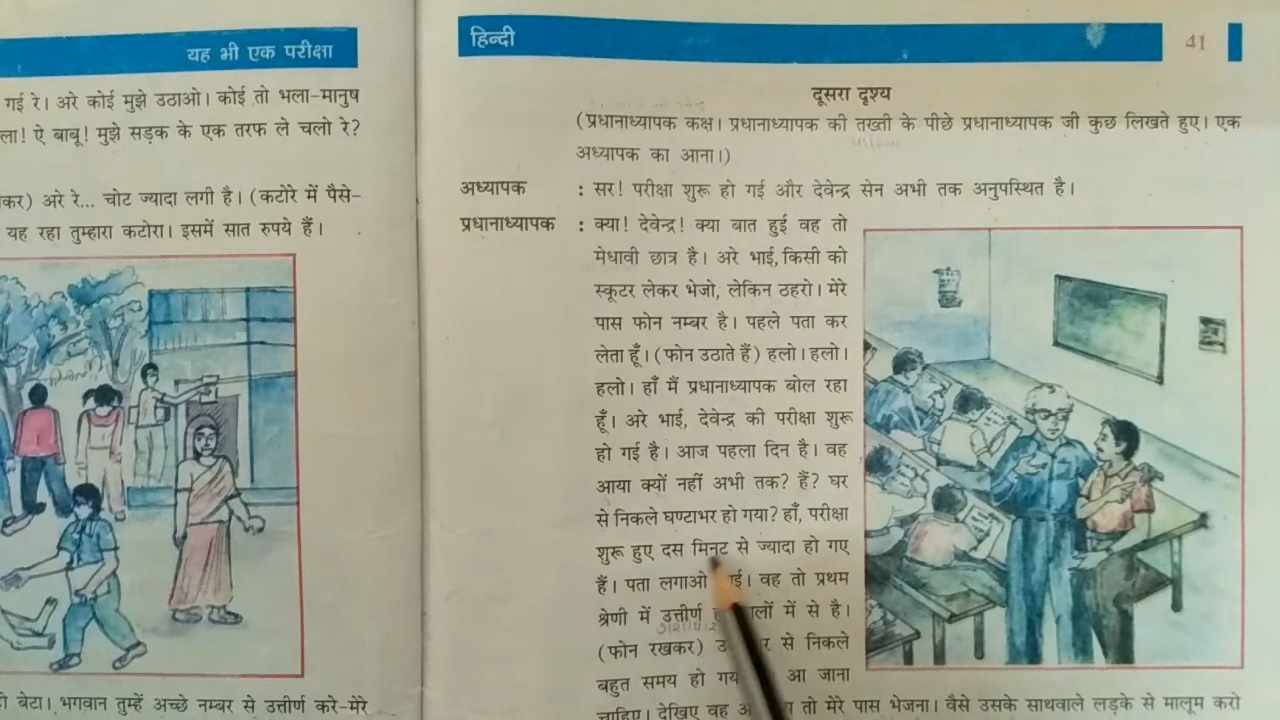 यह भी एक परीक्षा
गई रे। अरे कोई मुझे उठाओ। कोई तो भला-मानुष
ला! ऐ बाबू! मुझे सड़क के एक तरफ ले चलो रे?
कर) अरे रे... चोट ज्यादा लगी है। (कटोरे में पैसे-
यह रहा तुम्हारा कटोरा। इसमें सात रुपये हैं।
बेटा। भगवान तुम्हें अच्छे नम्बर से उत्तीर्ण करे-मेरे
हिन्दी
41
दूसरा दृश्य
(प्रधानाध्यापक कक्ष। प्रधानाध्यापक की तख्ती के पीछे प्रधानाध्यापक जी कुछ लिखते हुए। एक
अध्यापक का आना।)
अध्यापक : सर! परीक्षा शुरू हो गई और देवेन्द्र सेन अभी तक अनुपस्थित है।
प्रधानाध्यापक : क्या! देवेन्द्र! क्या बात हुई वह तो
मेधावी छात्र है। अरे भाई, किसी को
स्कूटर लेकर भेजो, लेकिन ठहरो। मेरे
पास फोन नम्बर है। पहले पता कर
लेता हूँ। (फोन उठाते हैं) हलो। हलो।
हलो। हाँ मैं प्रधानाध्यापक बोल रहा
हूँ। अरे भाई, देवेन्द्र की परीक्षा शुरू
हो गई है। आज पहला दिन है। वह
आया क्यों नहीं अभी तक? हैं? घर
से निकले घण्टाभर हो गया? हाँ, परीक्षा
शुरू हुए दस मिनट से ज्यादा हो गए
हैं। पता लगाओ वह तो प्रथम
श्रेणी में उत्तीर्ण में से है।
(फोन रखकर) से निकले
बहुत समय हो आ जाना
चाहिए। देखिए वह तो मेरे पास भेजना। वैसे उसके साथवाले लड़के से मालूम करो